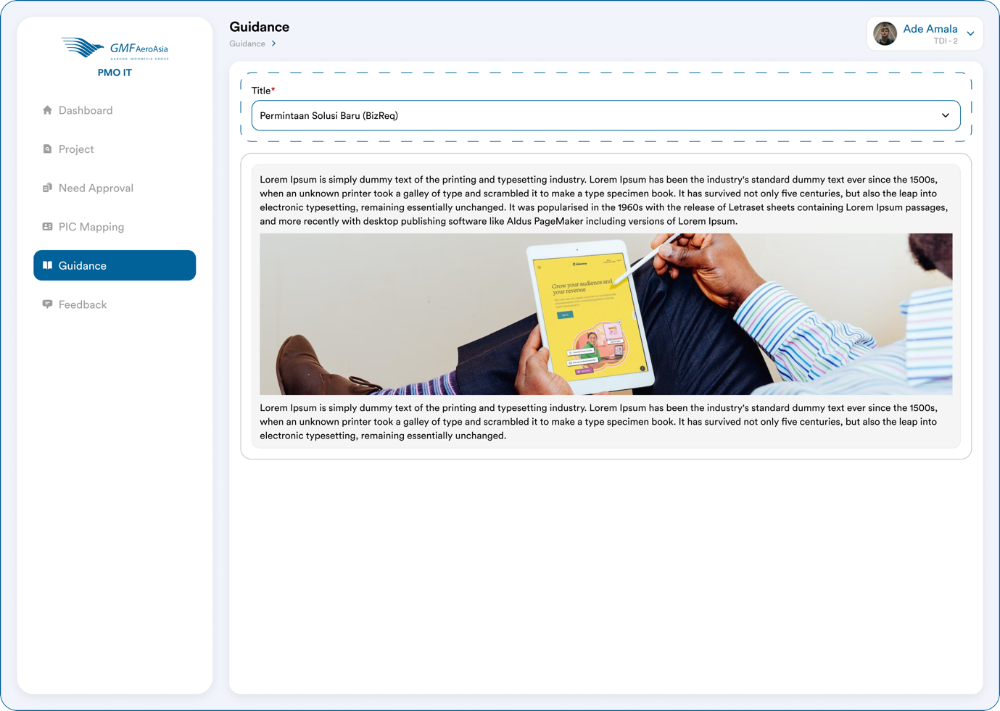 GMF AeroAsia
GARUDA INDONESIA GROUP
PMO IT
Dashboard
Project
Need Approval
PIC Mapping
Guidance
Feedback
Guidance
Guidance
Ade Amala
TDI - 2
Title*
Permintaan Solusi Baru (BizReq)
Lorem Ipsum is simply dummy text of the printing and typesetting industry. Lorem Ipsum has been the industry's standard dummy text ever since the 1500s,
when an unknown printer took a galley of type and scrambled it to make a type specimen book. It has survived not only five centuries, but also the leap into
electronic typesetting, remaining essentially unchanged. It was popularised in the 1960s with the release of Letraset sheets containing Lorem Ipsum passages,
and more recently with desktop publishing software like Aldus PageMaker including versions of Lorem Ipsum.
Grow your audience and
your revenue
Lorem Ipsum is simply dummy text of the printing and typesetting industry. Lorem Ipsum has been the industry's standard dummy text ever since the 1500s,
when an unknown printer took a galley of type and scrambled it to make a type specimen book. It has survived not only five centuries, but also the leap into
electronic typesetting, remaining essentially unchanged.